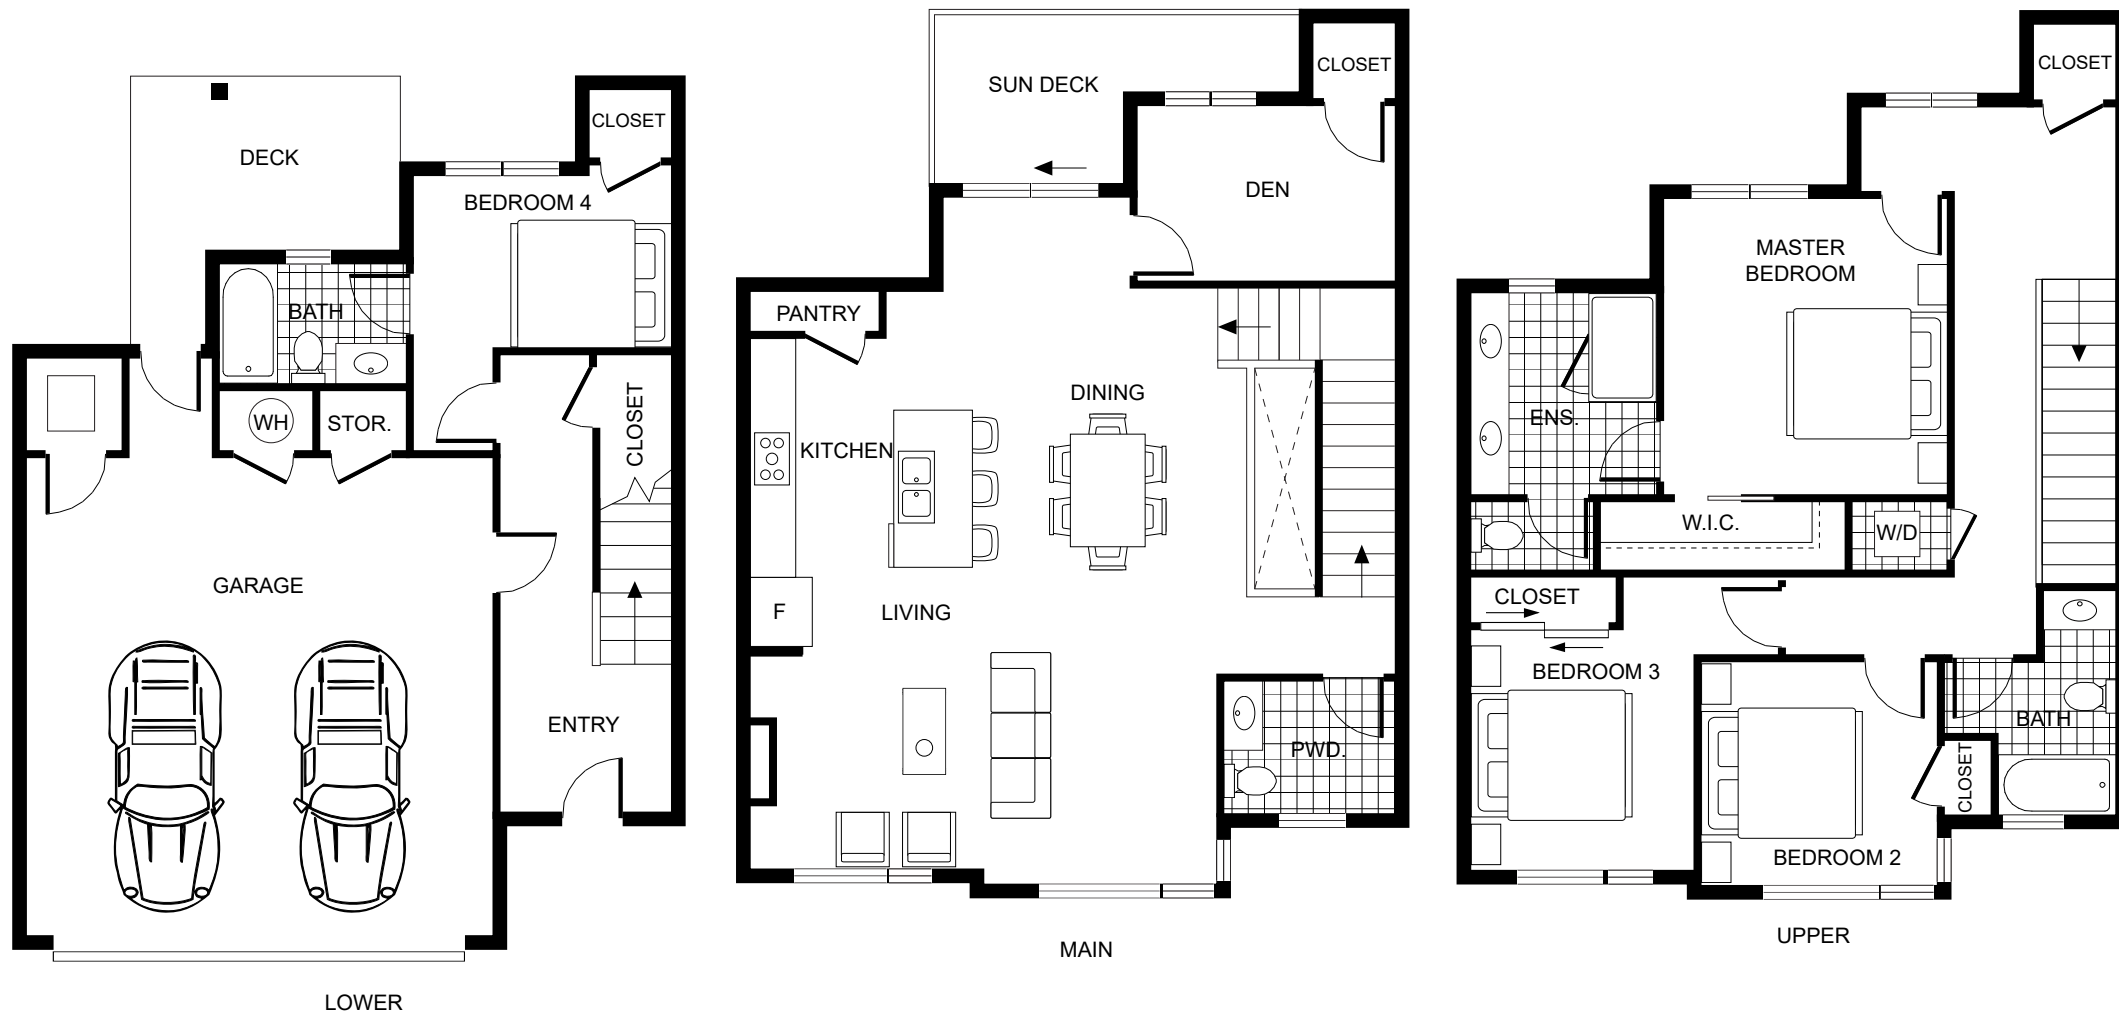 DECK
CLOSET
BEDROOM 4
BATH
WH
STOR.
CLOSET
GARAGE
ENTRY
LOWER
SUN DECK
CLOSET
DEN
PANTRY
DINING
KITCHEN
F
LIVING
PWD.
MAIN
CLOSET
MASTER
BEDROOM
ENS.
W.I.C.
W/D
CLOSET
BEDROOM 3
BATH
CLOSET
BEDROOM 2
UPPER